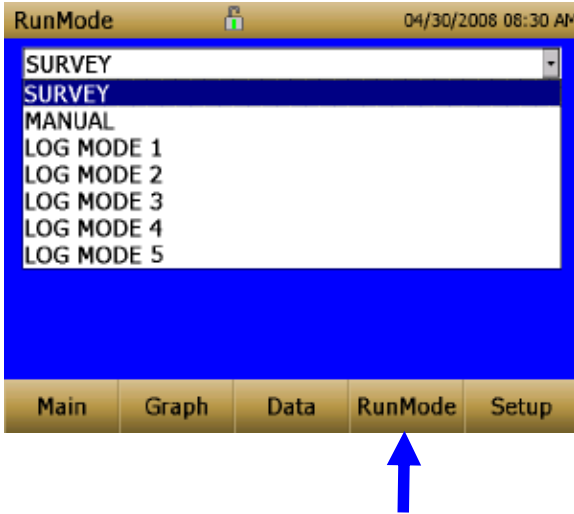 RunMode 04/30/2008 08:30 AM
SURVEY
SURVEY
MANUAL
LOG MODE 1
LOG MODE 2
LOG MODE 3
LOG MODE 4
LOG MODE 5
Main Graph Data RunMode Setup